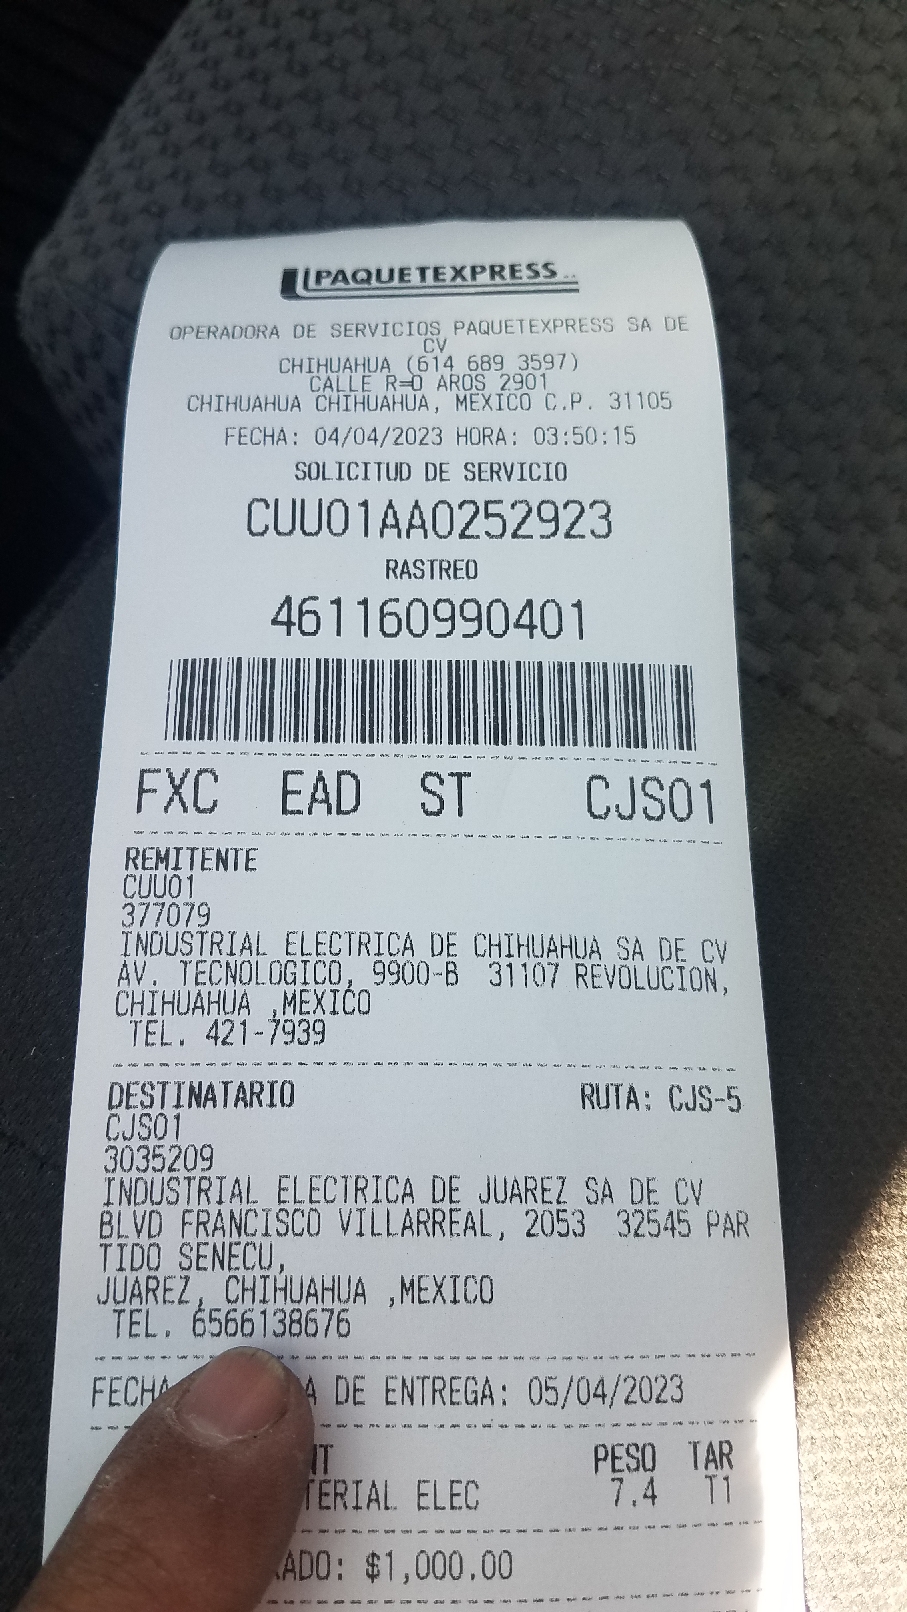 PAQUETEXPRESS
OPERADORA DE SERVICIOS PAQUETEXPRESS SA DE
CV
CHIHUAHUA (614 689 3597)
CALLE R=O AROS 2901
CHIHUAHUA CHIHUAHUA, MEXICO C.P. 31105
FECHA: 04/04/2023 HORA: 03:50:15
SOLICITUD DE SERVICIO
CUU01AA0252923
RASTREO
461160990401
FXC EAD ST CJS01
REMITENTE
CUU01
377079
INDUSTRIAL ELECTRICA DE CHIHUAHUA SA DE CV
AV. TECNOLOGICO, 9900-B 31107 REVOLUCION,
CHIHUAHUA ,MEXICO
TEL. 421-7939
DESTINATARIO RUTA: CJS-5
CJS01
3035209
INDUSTRIAL ELECTRICA DE JUAREZ SA DE CV
BLVD FRANCISCO VILLARREAL, 2053 32545 PAR
TIDO SENECU,
JUAREZ, CHIHUAHUA ,MEXICO
TEL. 6566138676
FECHA DE ENTREGA: 05/04/2023
PESO TAR
ELEC 7.4 T1
$1,000.00